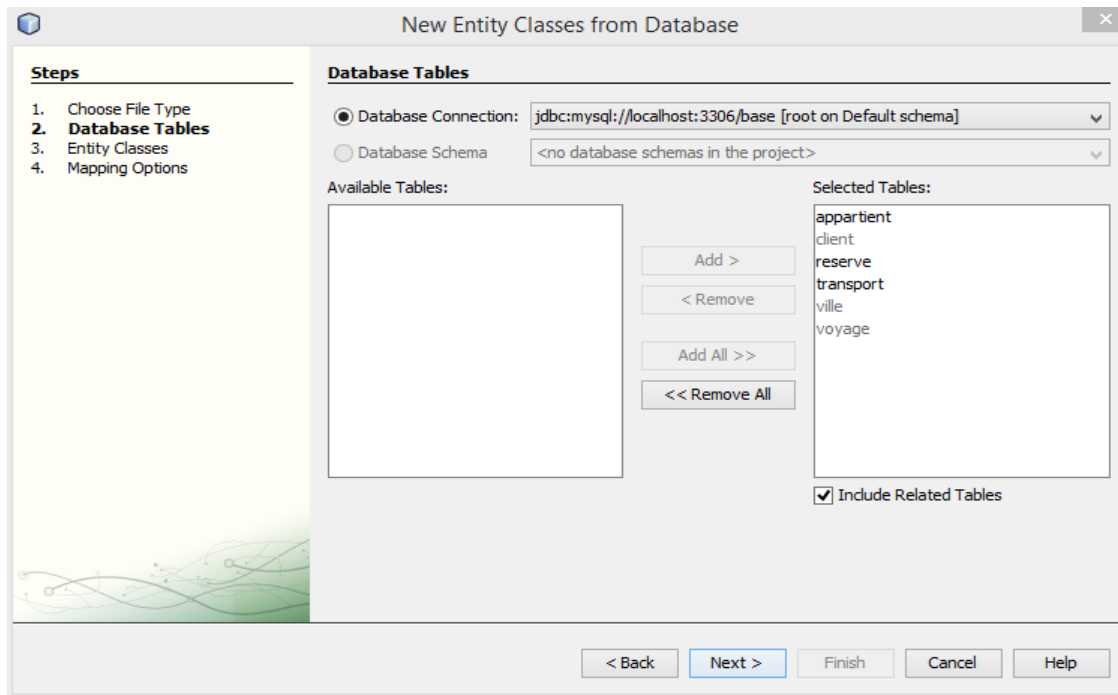 New Entity Classes from Database
Steps
1. Choose File Type
2. Database Tables
3. Entity Classes
4. Mapping Options
Database Tables
Database Connection: jdbc:mysql://localhost:3306/base [root on Default schema]
Database Schema <no database schemas in the project>
Available Tables:
Selected Tables:
appartient
client
reserve
transport
ville
voyage
Add >
< Remove
Add All >>
<< Remove All
Include Related Tables
< Back Next > Finish Cancel Help